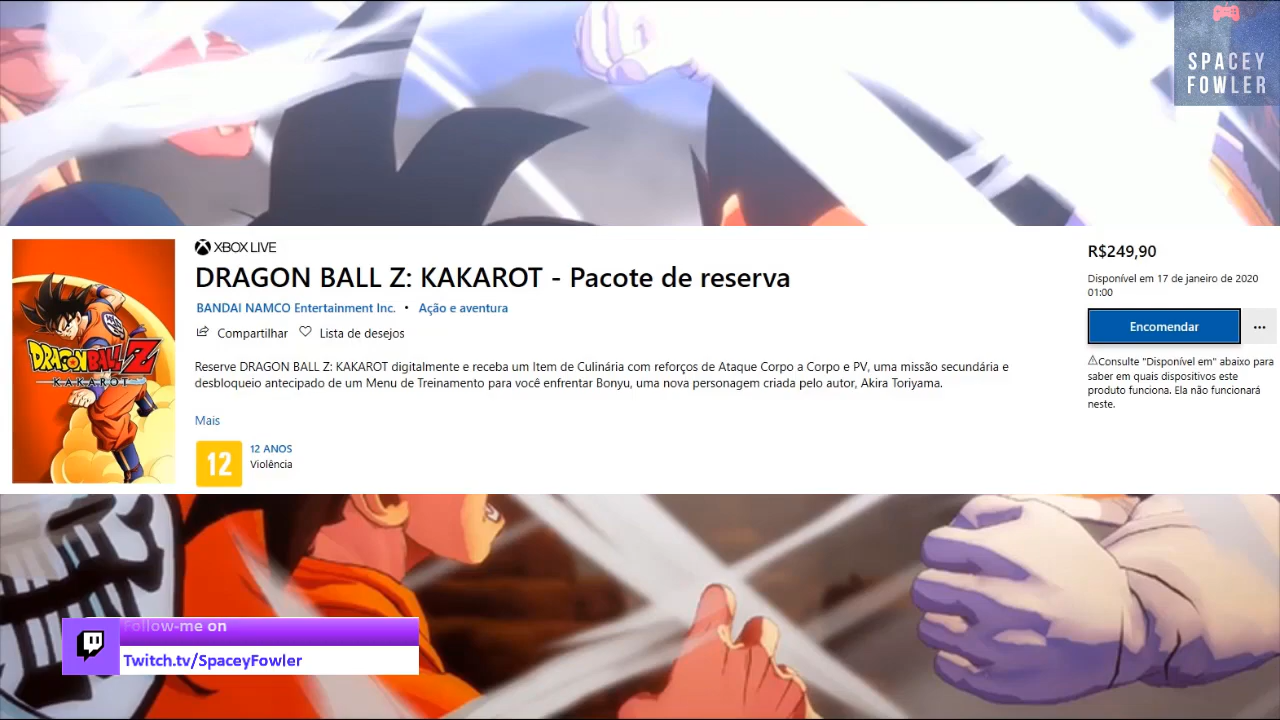 SPACEY
FOWLER
XBOX LIVE
DRAGON BALL Z: KAKAROT - Pacote de reserva
BANDAI NAMCO Entertainment Inc. • Ação e aventura
Compartilhar Lista de desejos
Reserve DRAGON BALL Z: KAKAROT digitalmente e receba um Item de Culinária com reforços de Ataque Corpo a Corpo e PV, uma missão secundária e
desbloqueio antecipado de um Menu de Treinamento para você enfrentar Bonyu, uma nova personagem criada pelo autor, Akira Toriyama.
Mais
12
12 ANOS
Violência
DRAGON BALL Z
KAKAROT
R$249,90
Disponível em 17 de janeiro de 2020
01:00
Encomendar
...
Consulte "Disponível em" abaixo para
saber em quais dispositivos este
produto funciona. Ela não funcionará
neste.
Follow-me on
Twitch.tv/SpaceyFowler